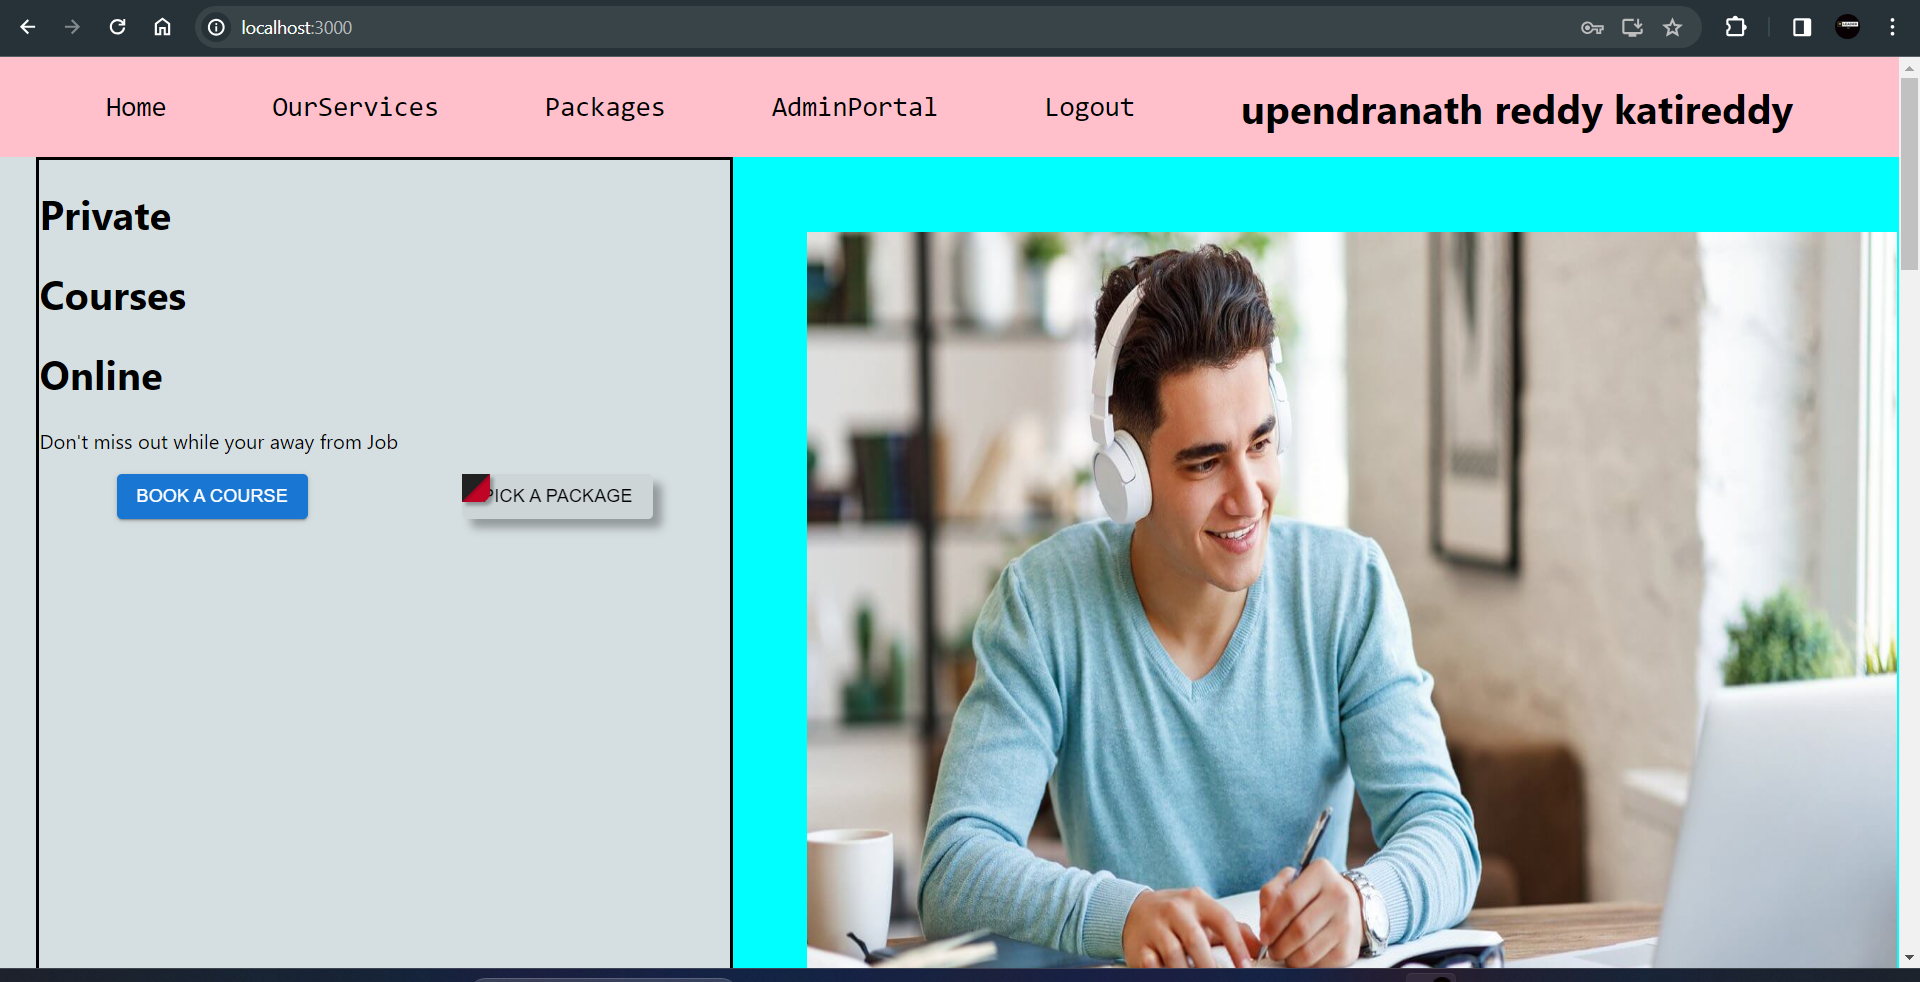 localhost:3000
Home OurServices Packages AdminPortal Logout upendranath reddy katireddy
Private
Courses
Online
Don't miss out while your away from Job
BOOK A COURSE PICK A PACKAGE